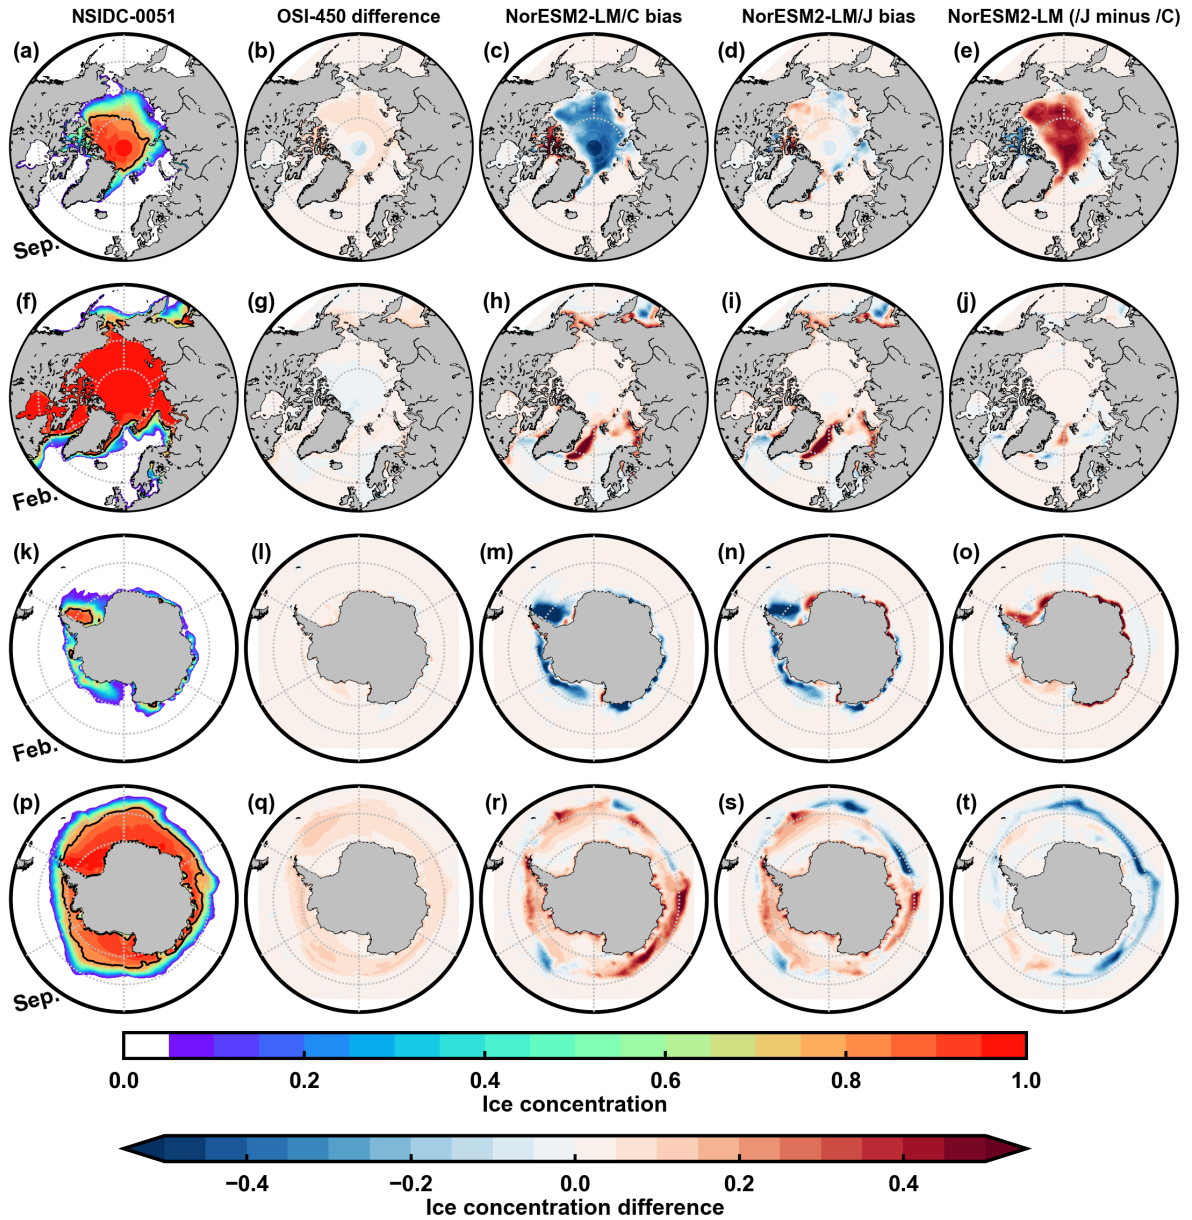 NSIDC-0051 OSI-450 difference NorESM2-LM/C bias NorESM2-LM/J bias NorESM2-LM (/J minus /C)
(a) (b) (c) (d) (e)
Sep.
(f) (g) (h) (i) (j)
Feb.
(k) (l) (m) (n) (o)
Feb.
(p) (q) (r) (s) (t)
Sep.
0.0 0.2 0.4 0.6 0.8 1.0
Ice concentration
−0.4 −0.2 0.0 0.2 0.4
Ice concentration difference